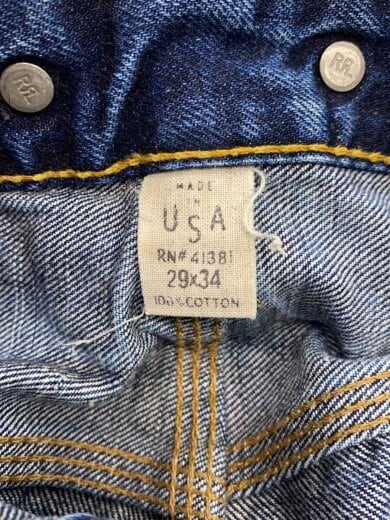 RRL
RRL
MADE
IN
USA
RN# 41381
29x34
100% COTTON